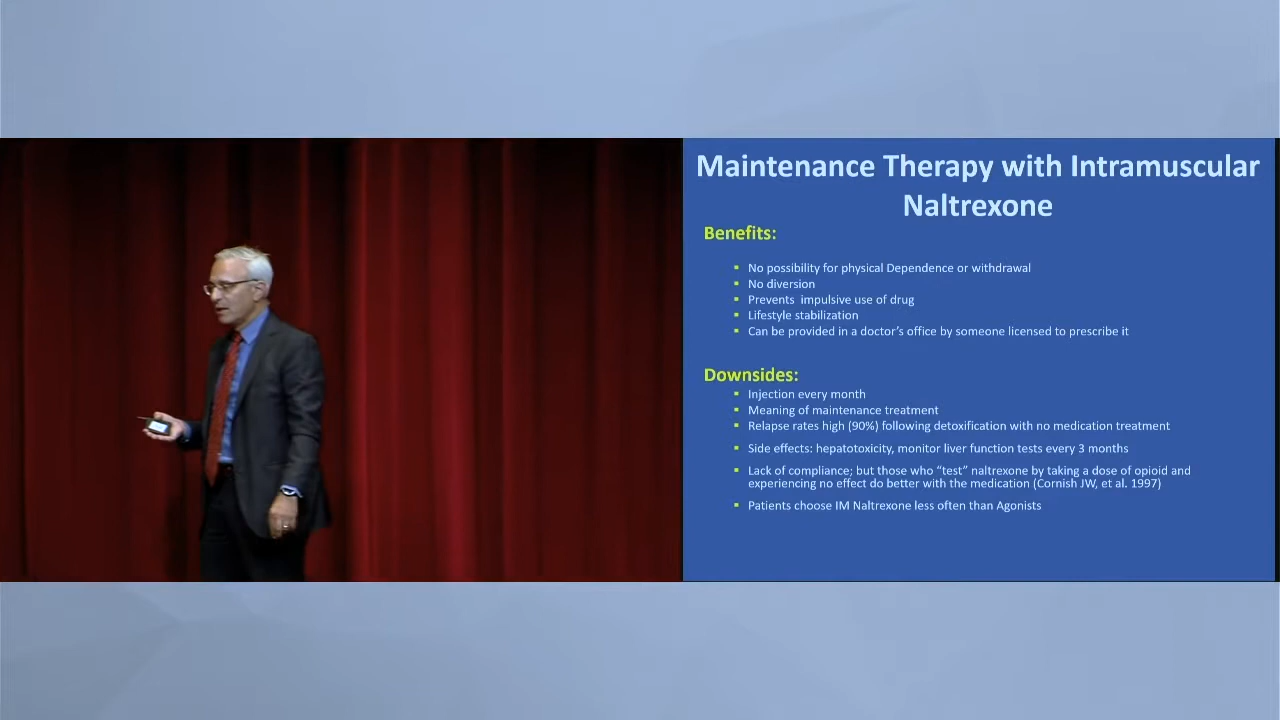 Maintenance Therapy with Intramuscular
Naltrexone
Benefits:
No possibility for physical Dependence or withdrawal
No diversion
Prevents  impulsive use of drug
Lifestyle stabilization
Can be provided in a doctor’s office by someone licensed to prescribe it
Downsides:
Injection every month
Meaning of maintenance treatment
Relapse rates high (90%) following detoxification with no medication treatment
Side effects: hepatotoxicity, monitor liver function tests every 3 months
Lack of compliance; but those who “test” naltrexone by taking a dose of opioid and
experiencing no effect do better with the medication (Cornish JW, et al. 1997)
Patients choose IM Naltrexone less often than Agonists